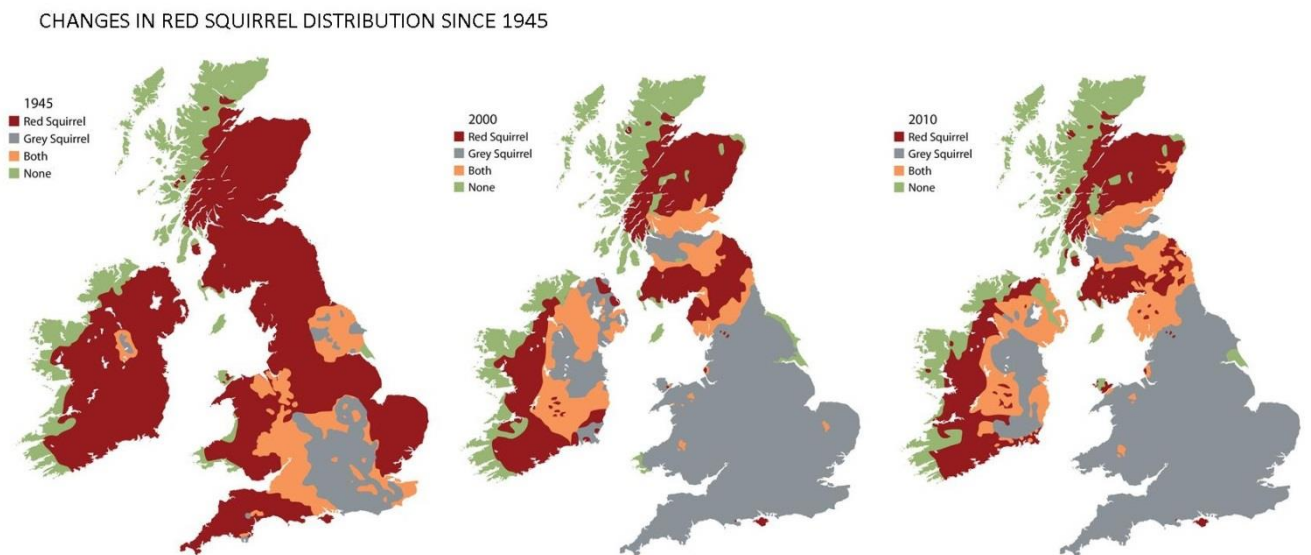 CHANGES IN RED SQUIRREL DISTRIBUTION SINCE 1945
1945
Red Squirrel
Grey Squirrel
Both
None
2000
Red Squirrel
Grey Squirrel
Both
None
2010
Red Squirrel
Grey Squirrel
Both
None